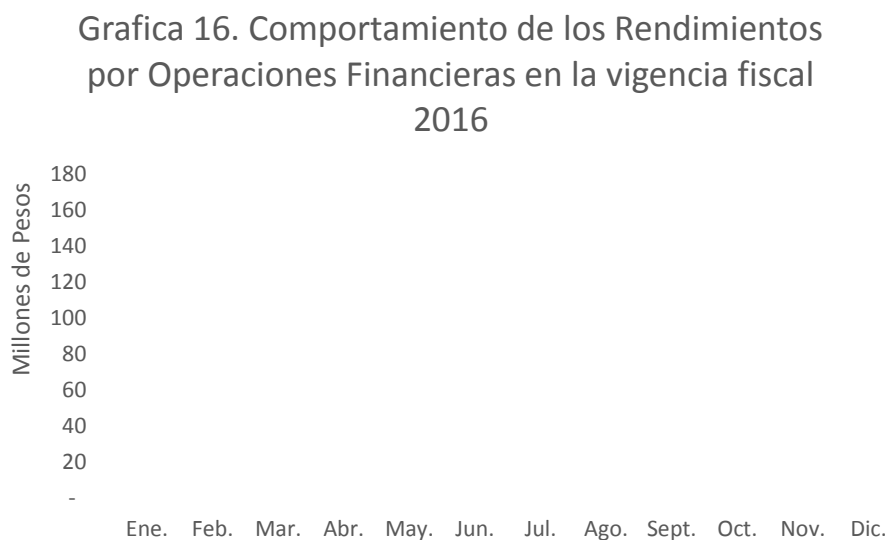 Grafica 16. Comportamiento de los Rendimientos
por Operaciones Financieras en la vigencia fiscal
2016
Millones de Pesos
180
160
140
120
100
80
60
40
20
-
Ene. Feb. Mar. Abr. May. Jun. Jul. Ago. Sept. Oct. Nov. Dic.